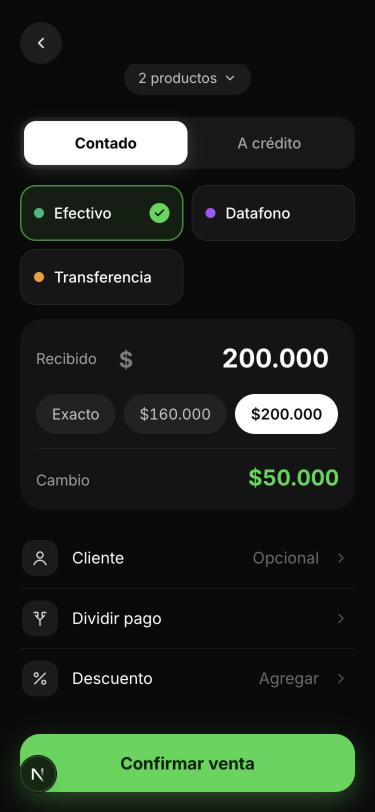 2 productos
Contado
A crédito
Efectivo
Datafono
Transferencia
Recibido $ 200.000
Exacto
$160.000
$200.000
Cambio $50.000
Cliente Opcional
Dividir pago
Descuento Agregar
Confirmar venta
N